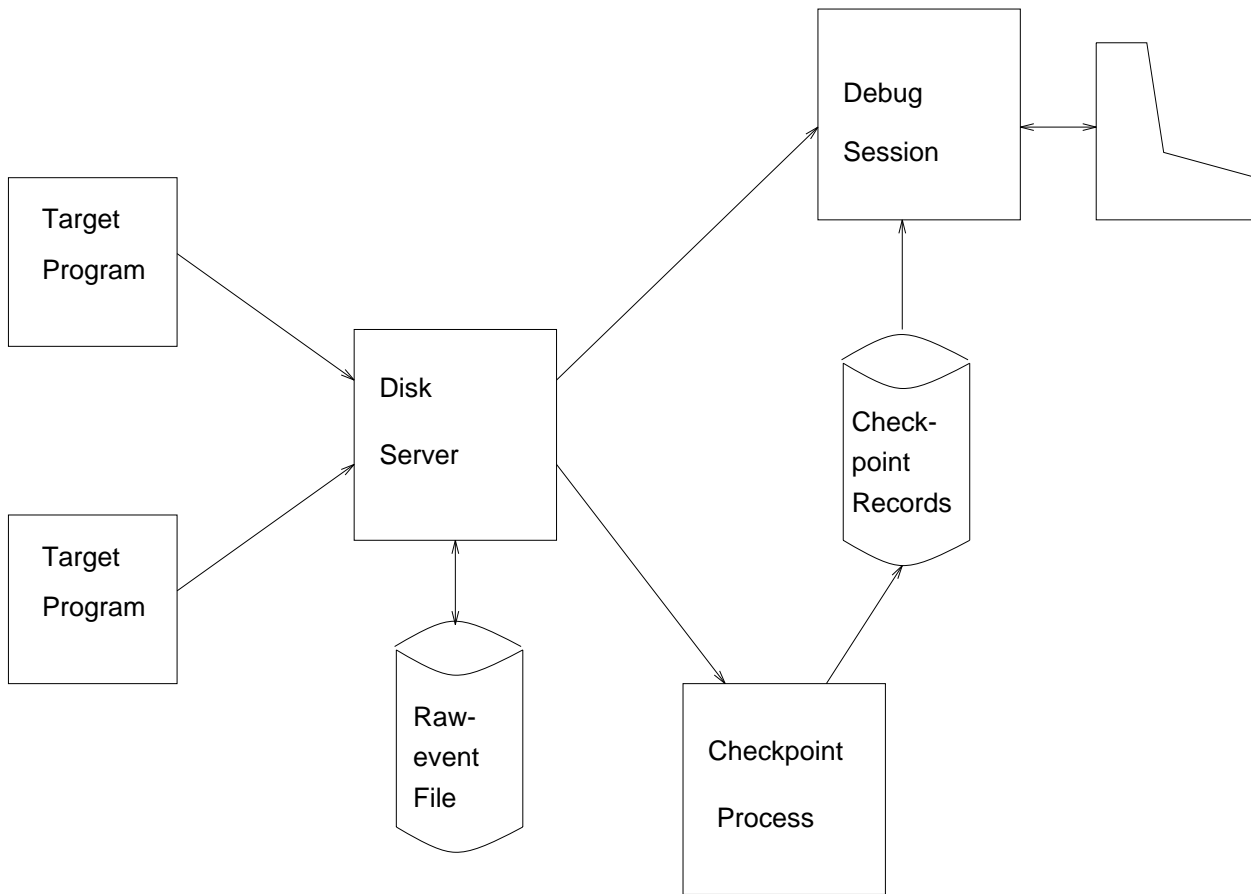 Debug
Session
Target
Program
Disk
Server
Check-
point
Records
Target
Program
Raw-
event
File
Checkpoint
Process